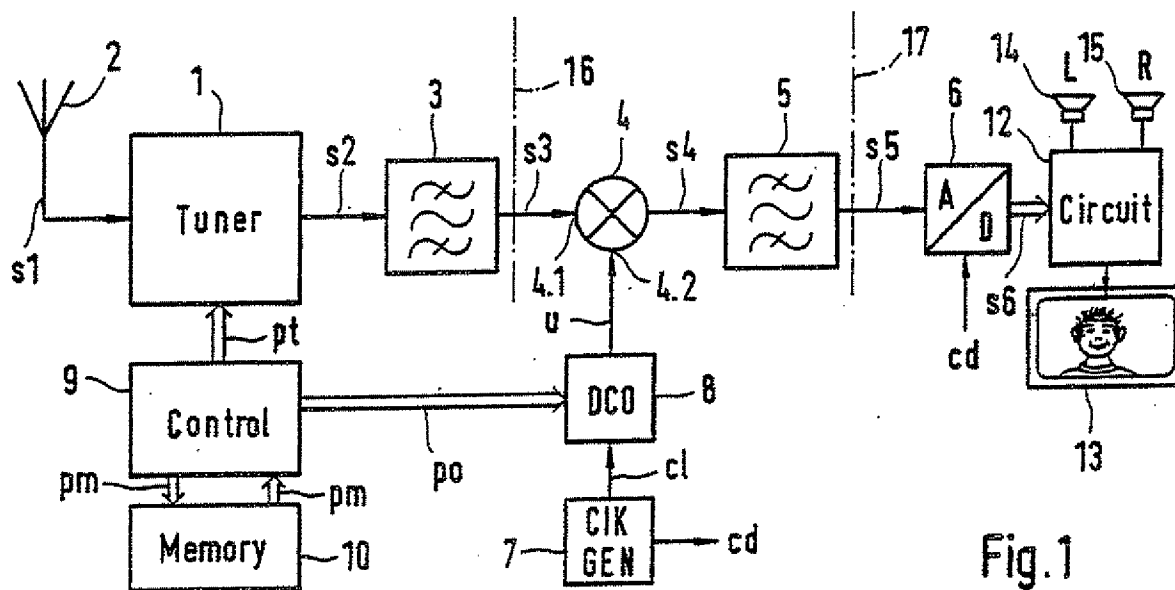 2
1
3
16
4
5
17
6
14
L
15
R
12
s1
Tuner
s2
s3
4.1
4.2
s4
s5
A
D
s6
Circuit
cd
13
pt
u
9
Control
po
DCO
8
pm
pm
cl
Memory
10
7
ClK
GEN
cd
Fig.1